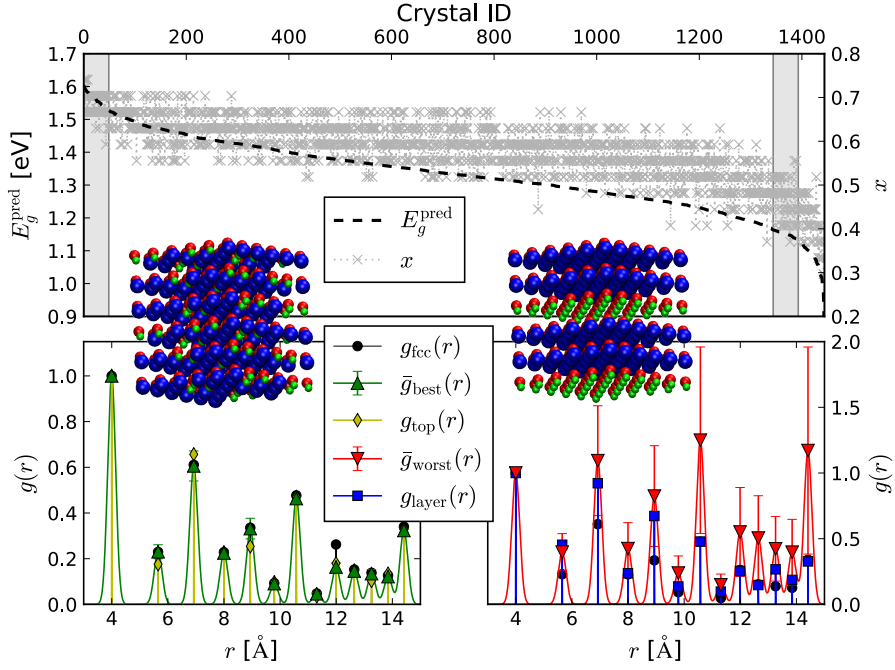 Crystal ID
0 200 400 600 800 1000 1200 1400
1.7 0.8
1.6
1.5 0.7
1.4 0.6
1.3 0.5
1.2 0.4
1.1
1.0 0.3
0.9 0.2
E_g^pred [eV]
x
E_g^pred
x
g_fcc(r)
ḡ_best(r)
g_top(r)
ḡ_worst(r)
g_layer(r)
1.0
0.8
0.6
0.4
0.2
0.0
g(r)
4 6 8 10 12 14
r [Å]
2.0
1.5
1.0
0.5
0.0
g(r)
4 6 8 10 12 14
r [Å]